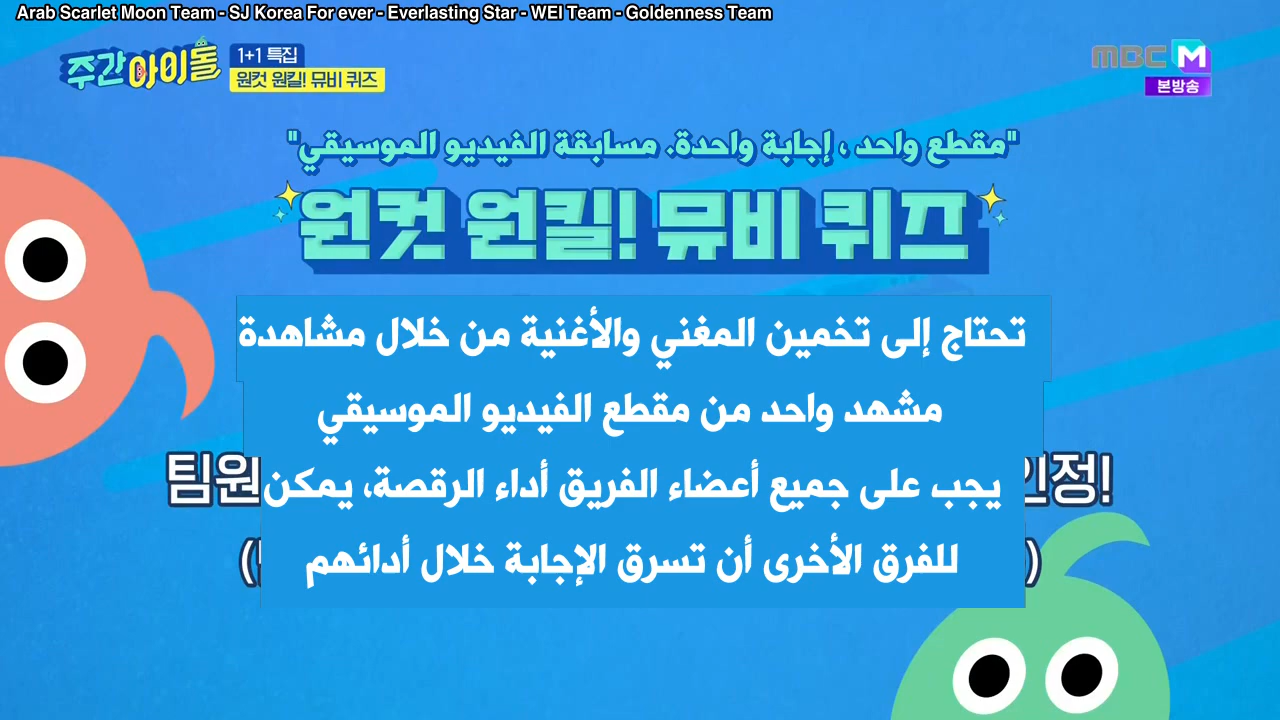 Arab Scarlet Moon Team - SJ Korea For ever - Everlasting Star - WEI Team - Goldenness Team
주간아이돌
1+1 특집
원컷 원킬! 뮤비 퀴즈
MBC M
본방송
"مقطع واحد ، إجابة واحدة. مسابقة الفيديو الموسيقي"
원컷 원킬! 뮤비 퀴즈
تحتاج إلى تخمين المغني والأغنية من خلال مشاهدة
مشهد واحد من مقطع الفيديو الموسيقي
팀원
يجب على جميع أعضاء الفريق أداء الرقصة، يمكن
인정!
للفرق الأخرى أن تسرق الإجابة خلال أدائهم